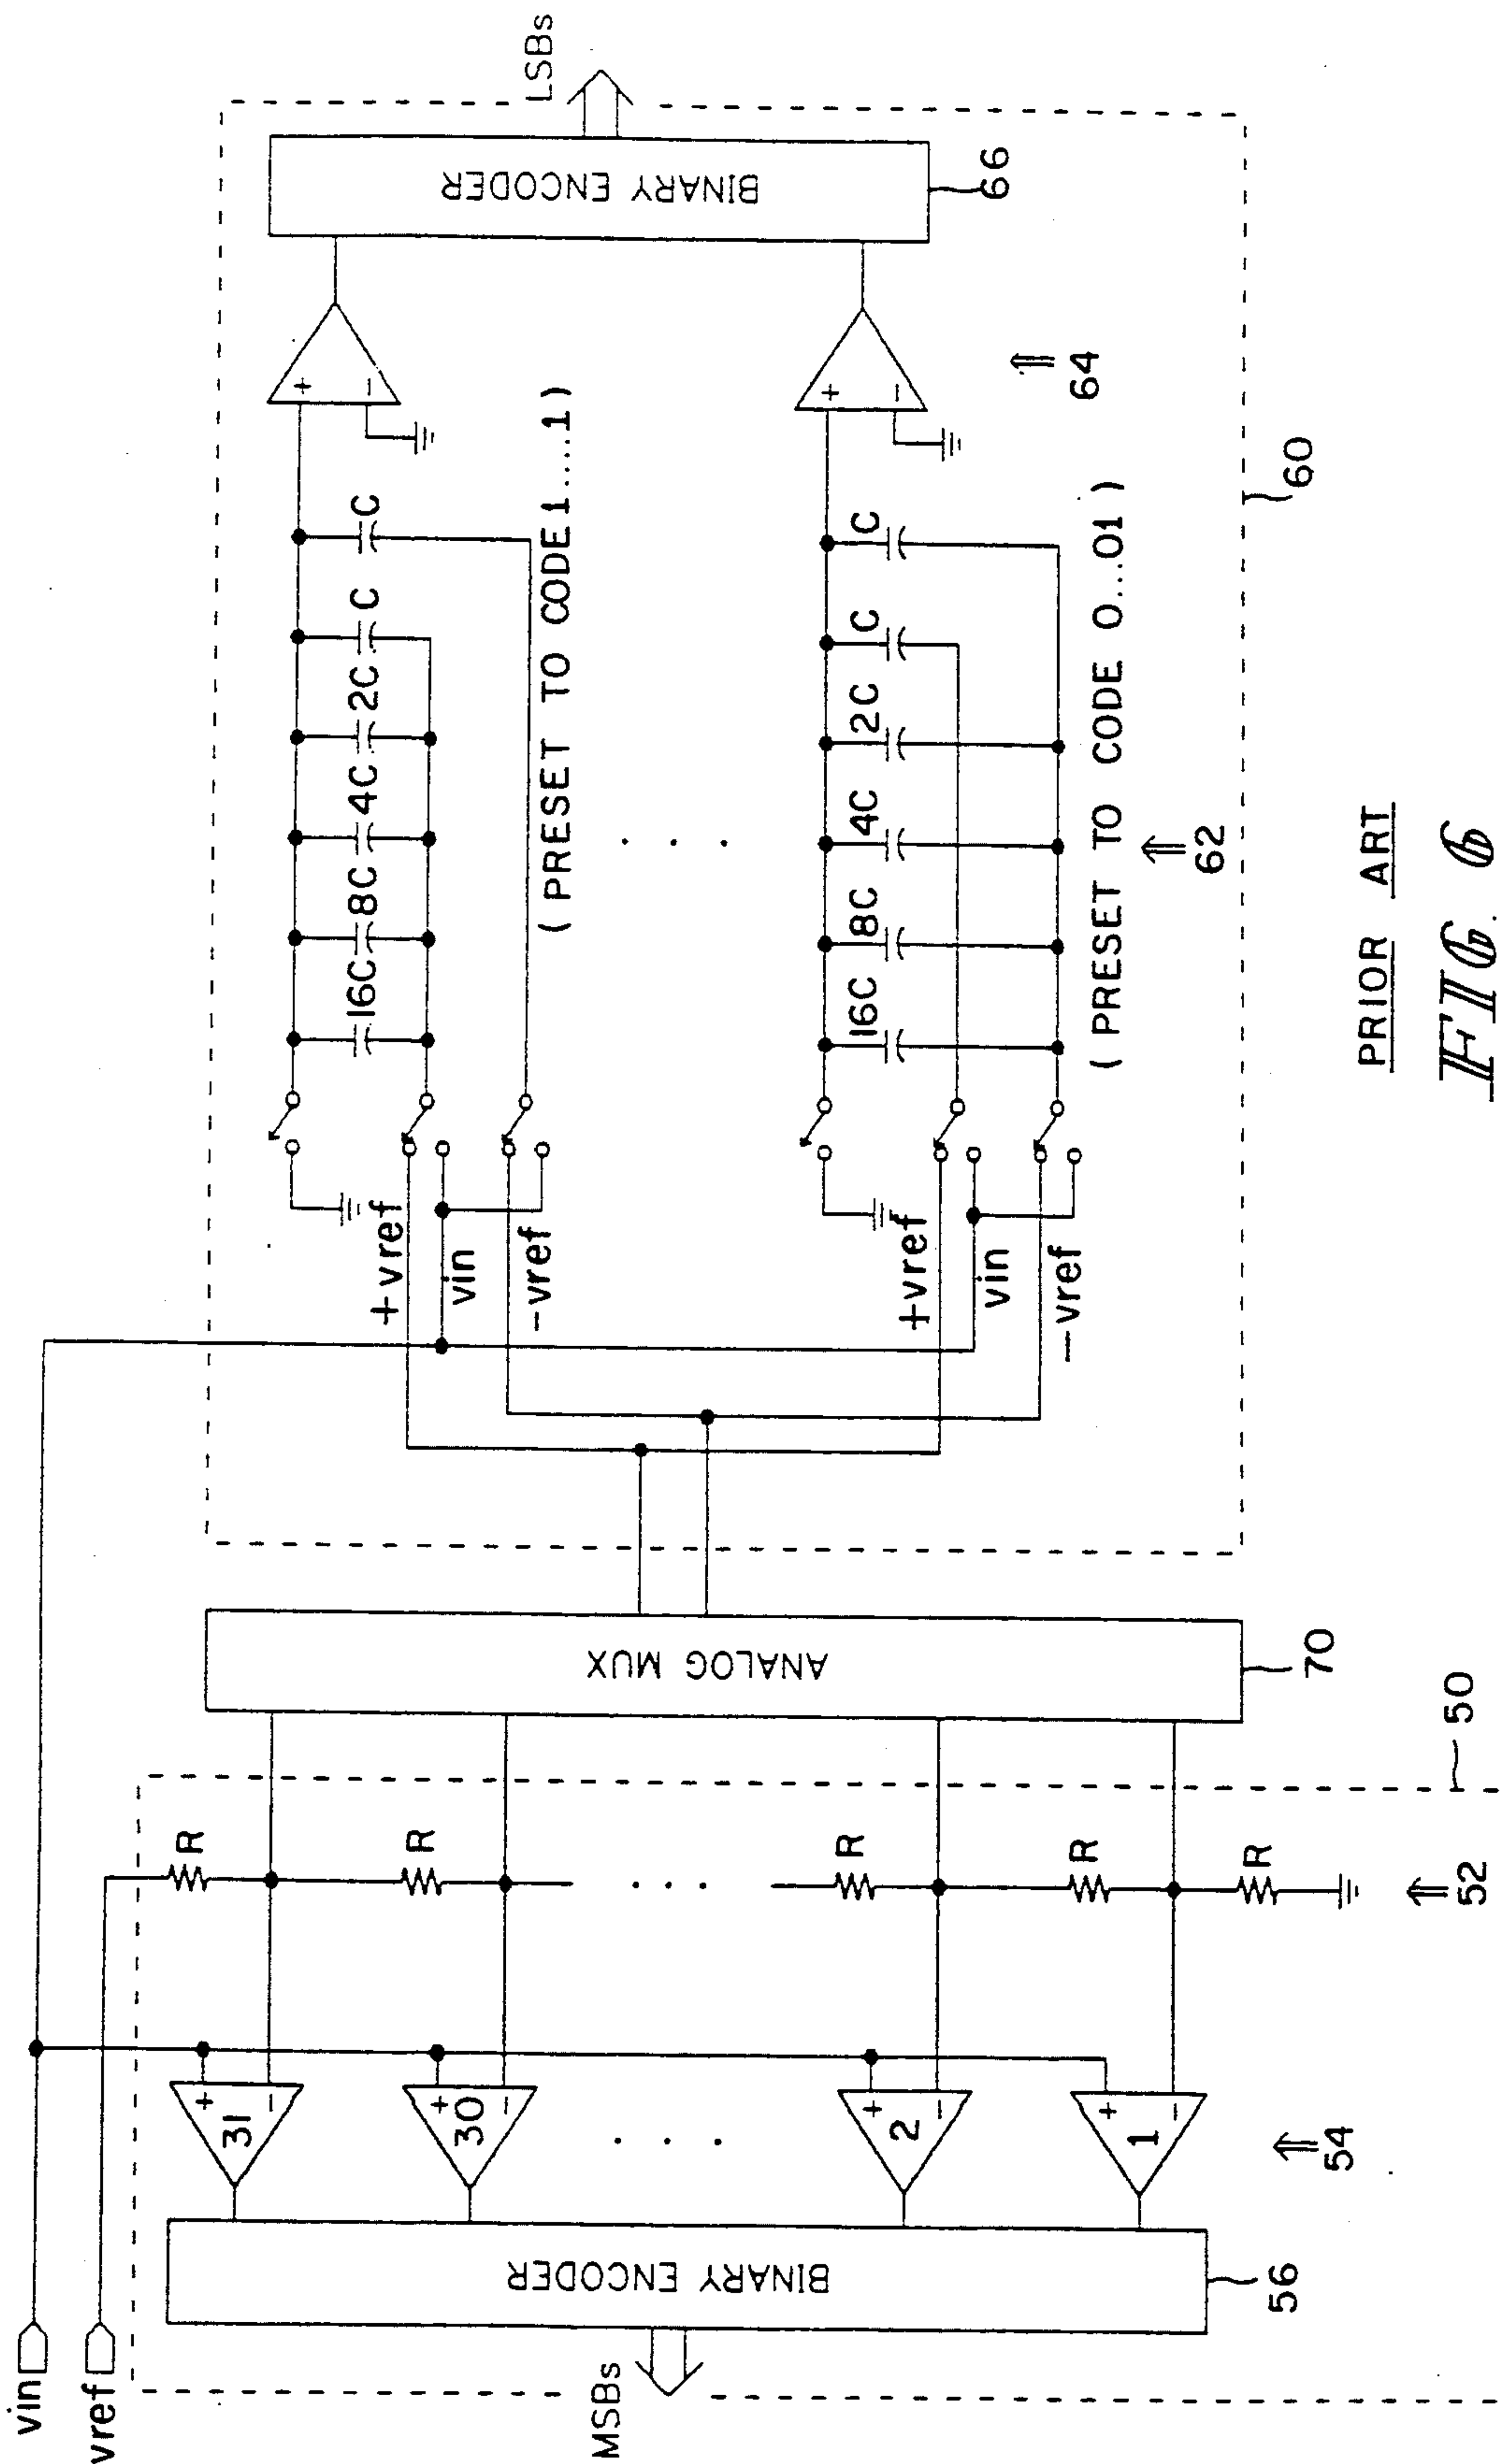 vin
vref
MSBs
BINARY ENCODER
56
31
+
−
30
+
−
. . .
2
+
−
1
+
−
54
R
R
. . .
R
R
R
52
50
ANALOG MUX
70
+vref
vin
−vref
16C 8C 4C 2C C C
(PRESET TO CODE 1....1)
+
−
. . .
+vref
vin
−vref
16C 8C 4C 2C C C
(PRESET TO CODE 0...01)
62
+
−
64
BINARY ENCODER
66
LSBs
60
PRIOR ART
FIG. 6